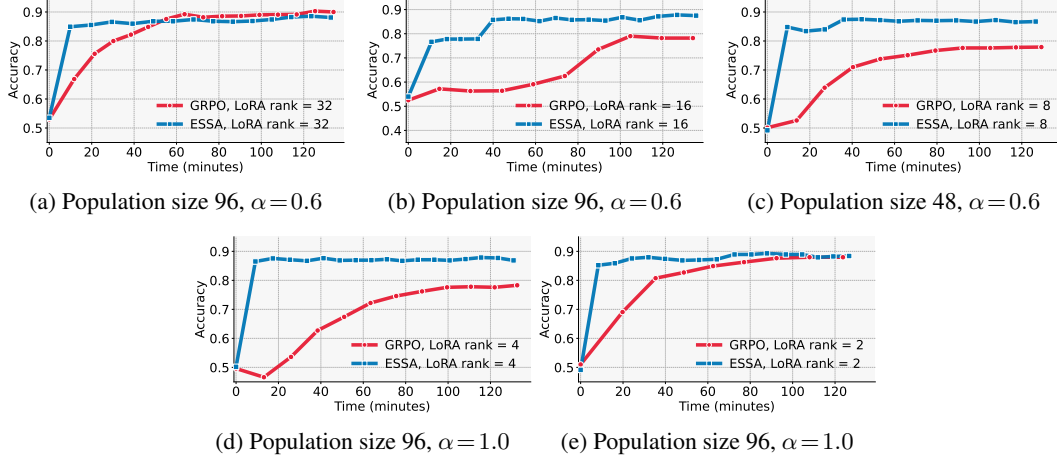 0.9
0.8
0.7
0.6
0.5
Accuracy
GRPO, LoRA rank = 32
ESSA, LoRA rank = 32
0 20 40 60 80 100 120
Time (minutes)
(a) Population size 96, α=0.6
0.9
0.8
0.7
0.6
0.5
0.4
Accuracy
GRPO, LoRA rank = 16
ESSA, LoRA rank = 16
0 20 40 60 80 100 120
Time (minutes)
(b) Population size 96, α=0.6
0.9
0.8
0.7
0.6
0.5
Accuracy
GRPO, LoRA rank = 8
ESSA, LoRA rank = 8
0 20 40 60 80 100 120
Time (minutes)
(c) Population size 48, α=0.6
0.9
0.8
0.7
0.6
0.5
Accuracy
GRPO, LoRA rank = 4
ESSA, LoRA rank = 4
0 20 40 60 80 100 120
Time (minutes)
(d) Population size 96, α=1.0
0.9
0.8
0.7
0.6
0.5
Accuracy
GRPO, LoRA rank = 2
ESSA, LoRA rank = 2
0 20 40 60 80 100 120
Time (minutes)
(e) Population size 96, α=1.0